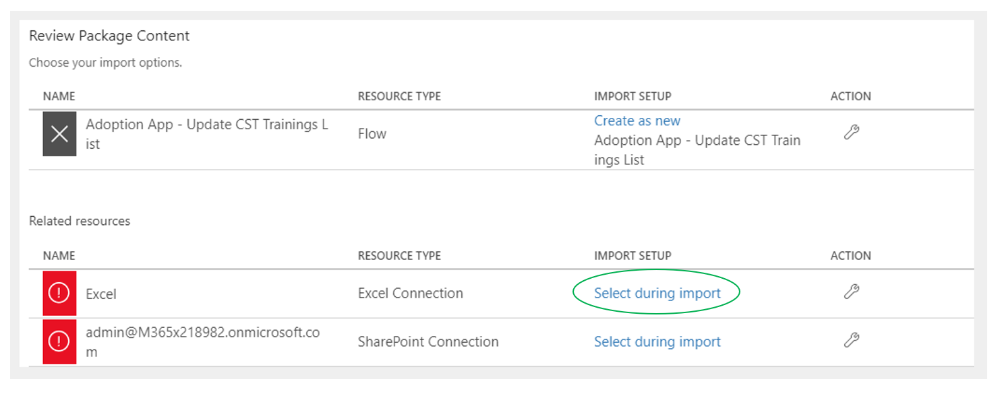 Review Package Content
Choose your import options.
NAME RESOURCE TYPE IMPORT SETUP ACTION
Adoption App - Update CST Trainings L
ist
Flow
Create as new
Adoption App - Update CST Train
ings List
Related resources
NAME RESOURCE TYPE IMPORT SETUP ACTION
Excel Excel Connection Select during import
admin@M365x218982.onmicrosoft.co
m
SharePoint Connection Select during import